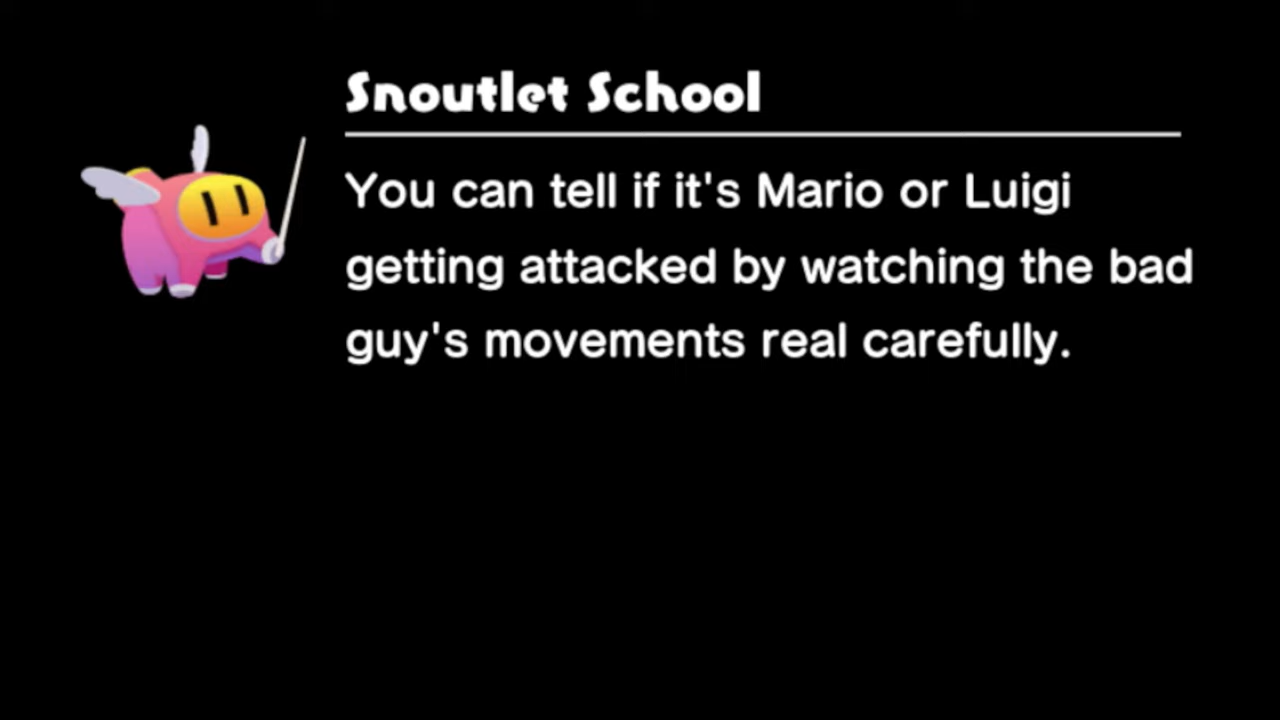 Snoutlet School
You can tell if it's Mario or Luigi
getting attacked by watching the bad
guy's movements real carefully.